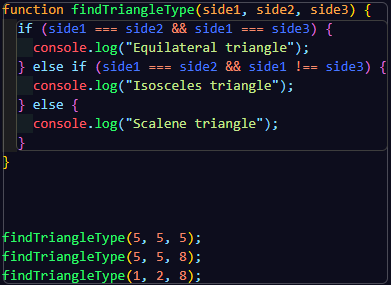 function findTriangleType(side1, side2, side3) {
  if (side1 === side2 && side1 === side3) {
    console.log("Equilateral triangle");
  } else if (side1 === side2 && side1 !== side3) {
    console.log("Isosceles triangle");
  } else {
    console.log("Scalene triangle");
  }
}
findTriangleType(5, 5, 5);
findTriangleType(5, 5, 8);
findTriangleType(1, 2, 8);